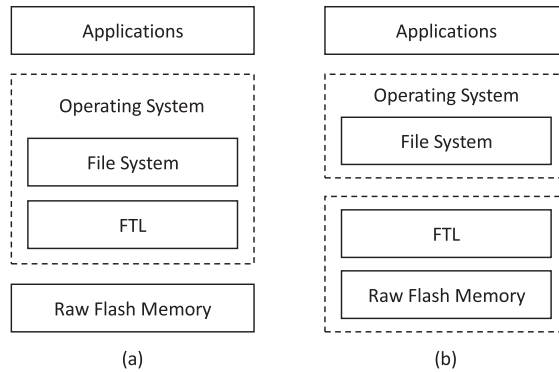 Applications
Operating System
File System
FTL
Raw Flash Memory
(a)
Applications
Operating System
File System
FTL
Raw Flash Memory
(b)